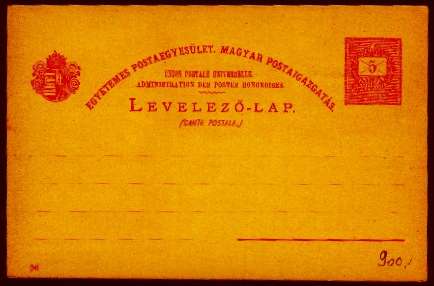 EGYETEMES POSTAEGYESÜLET. MAGYAR POSTAIGAZGATÁS.
5
UNION POSTALE UNIVERSELLE.
ADMINISTRATION DES POSTES HONGROISES.
LEVELEZŐ-LAP.
(CARTE POSTALE.)
900,-